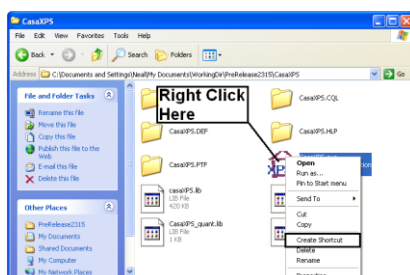 CasaXPS
File Edit View Favorites Tools Help
Back Search Folders
Address C:\Documents and Settings\Neal\My Documents\WorkingDir\PreRelease2315\CasaXPS Go
File and Folder Tasks
Rename this file
Move this file
Copy this file
Publish this file to the
Web
E-mail this file
Delete this file
Other Places
PreRelease2315
My Documents
Shared Documents
My Computer
My Network Places
Right Click
Here
CasaXPS.CQL
CasaXPS.DEF
CasaXPS.HLP
CasaXPS.PTF
casaXPS.lib
LIB File
420 KB
CasaXPS_quant.lib
LIB File
1 KB
XPS
Open
Run as...
Pin to Start menu
Send To
Cut
Copy
Create Shortcut
Delete
Rename
Properties